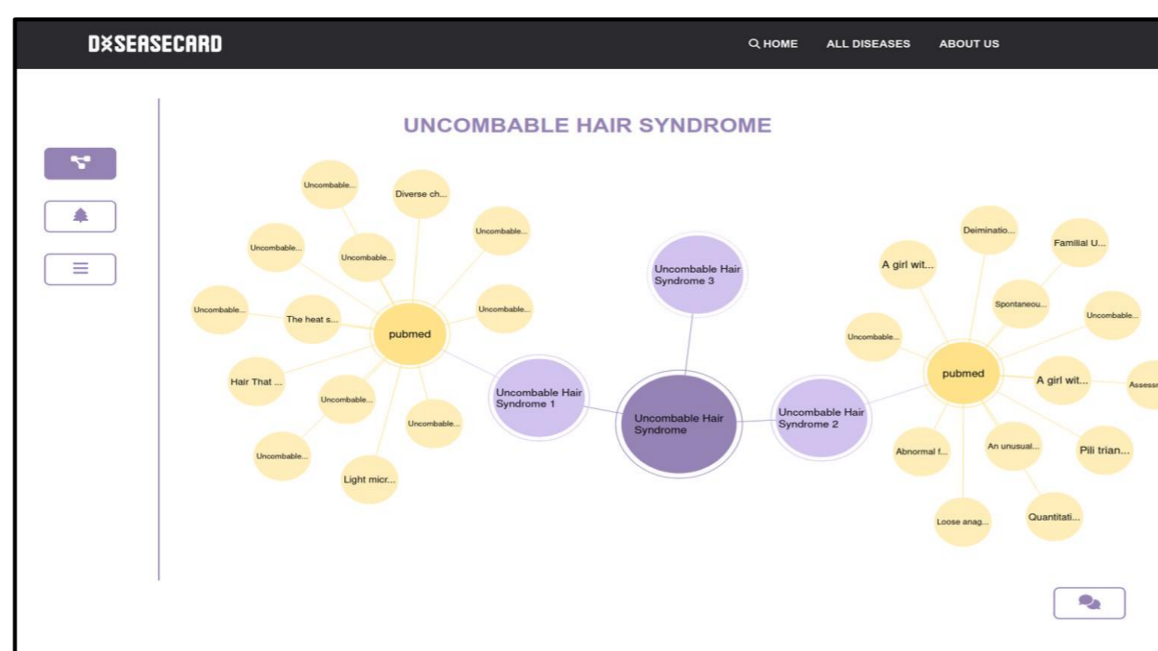 DISEASECARD
HOME ALL DISEASES ABOUT US
UNCOMBABLE HAIR SYNDROME
Uncombable...
Diverse ch...
Uncombable...
Uncombable...
Uncombable...
Uncombable...
The heat s...
Uncombable...
pubmed
Hair That ...
Uncombable...
Uncombable...
Uncombable...
Light micr...
Uncombable Hair
Syndrome 3
Uncombable Hair
Syndrome 1
Uncombable Hair
Syndrome
Uncombable Hair
Syndrome 2
Deiminatio...
Familial U...
A girl wit...
Spontaneou...
Uncombable...
Uncombable...
pubmed
A girl wit...
Assessm
Abnormal f...
An unusual...
Pili trian...
Loose anag...
Quantitati...